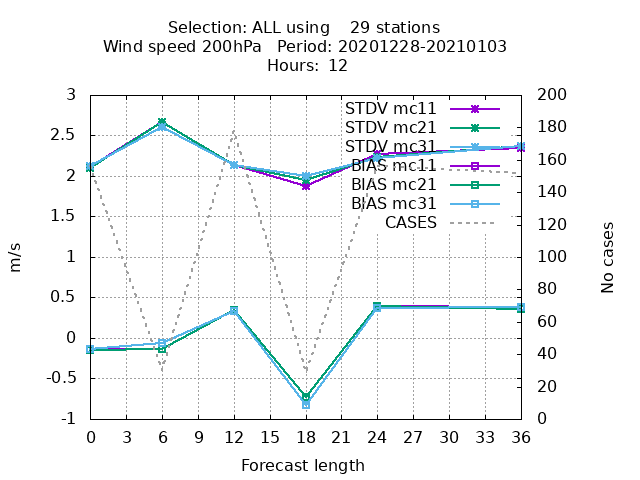 Selection: ALL using    29 stations
Wind speed 200hPa   Period: 20201228-20210103
Hours:  12
STDV mc11
STDV mc21
STDV mc31
BIAS mc11
BIAS mc21
BIAS mc31
CASES
m/s
3
2.5
2
1.5
1
0.5
0
-0.5
-1
No cases
200
180
160
140
120
100
80
60
40
20
0
0 3 6 9 12 15 18 21 24 27 30 33 36
Forecast length